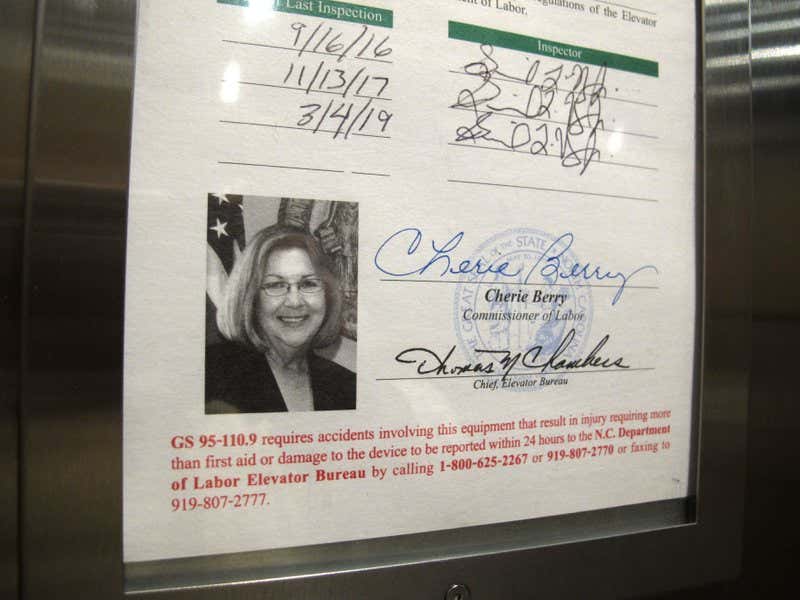 Last Inspection
of the Elevator
of Labor.
Inspector
9/16/16
11/13/17
3/4/19
Cherie Berry
Cherie Berry
Commissioner of Labor
Thomas N Chambers
Chief, Elevator Bureau
GS 95-110.9 requires accidents involving this equipment that result in injury requiring more
than first aid or damage to the device to be reported within 24 hours to the N.C. Department
of Labor Elevator Bureau by calling 1-800-625-2267 or 919-807-2770 or faxing to
919-807-2777.